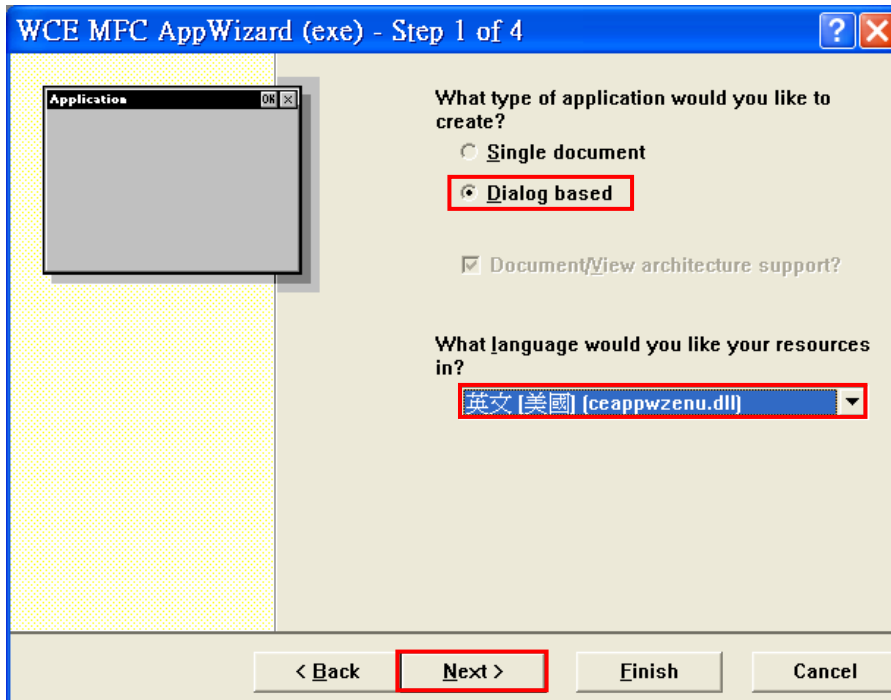 WCE MFC AppWizard (exe) - Step 1 of 4
Application OK
What type of application would you like to
create?
Single document
Dialog based
Document/View architecture support?
What language would you like your resources
in?
英文 [美國] (ceappwzenu.dll)
< Back Next > Finish Cancel